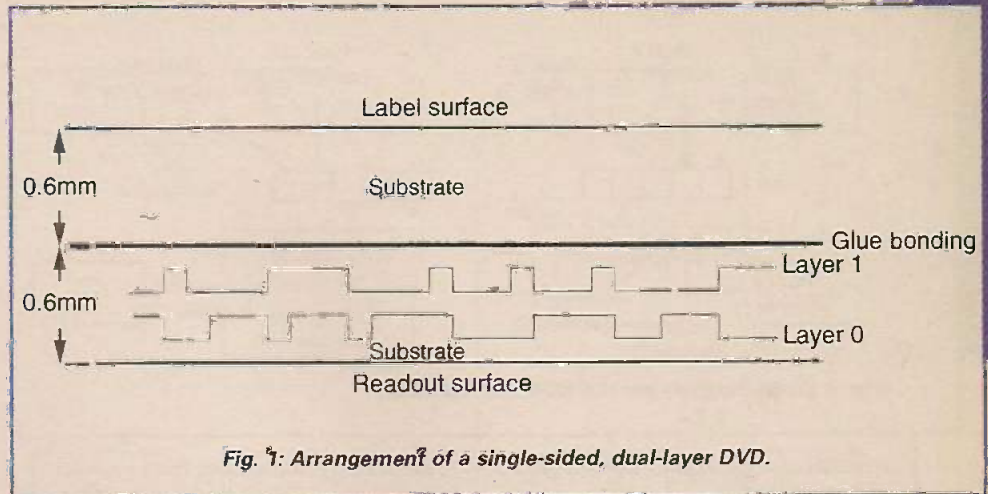 Label surface
0.6mm
Substrate
Glue bonding
Layer 1
0.6mm
Layer 0
Substrate
Readout surface
Fig. 1: Arrangement of a single-sided, dual-layer DVD.